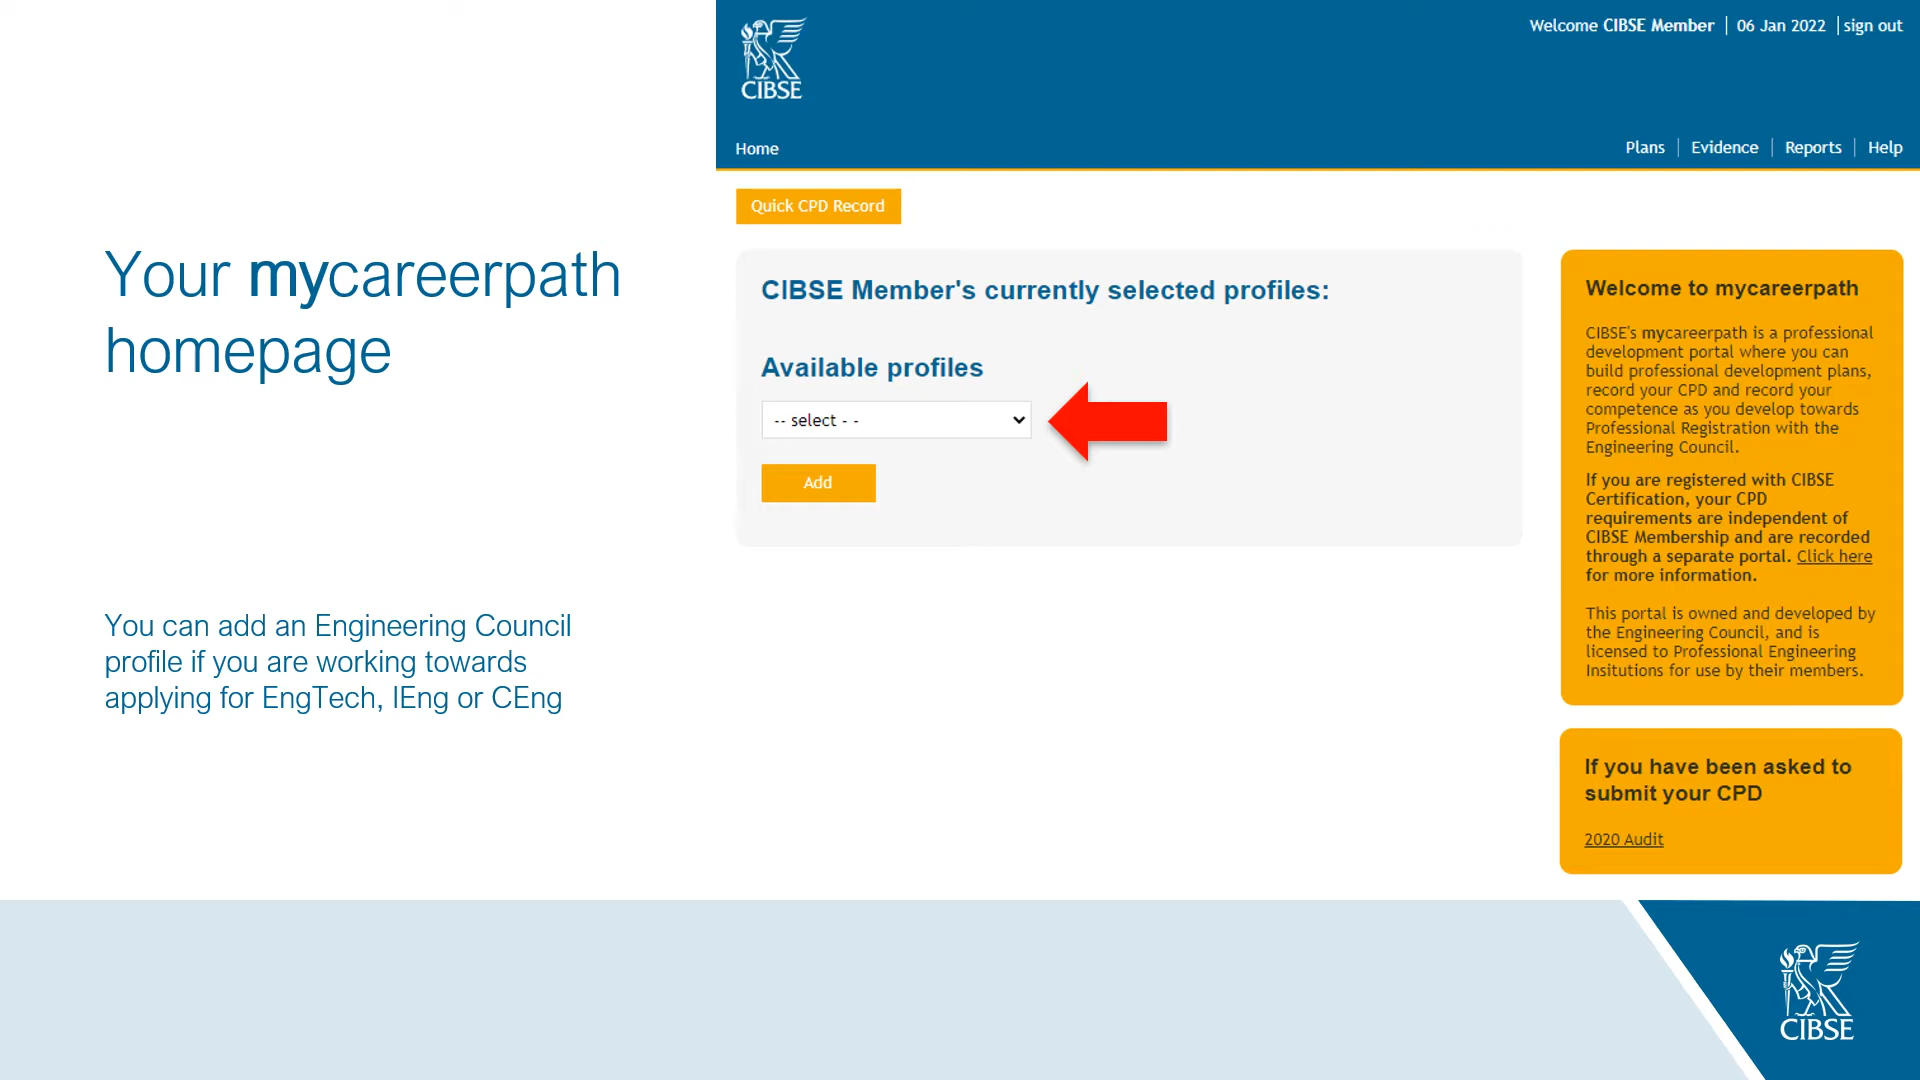 CIBSE
Welcome CIBSE Member | 06 Jan 2022 | sign out
Home
Plans | Evidence | Reports | Help
Quick CPD Record
Your mycareerpath
homepage
You can add an Engineering Council
profile if you are working towards
applying for EngTech, IEng or CEng
CIBSE Member's currently selected profiles:
Available profiles
-- select - -
Add
Welcome to mycareerpath
CIBSE's mycareerpath is a professional
development portal where you can
build professional development plans,
record your CPD and record your
competence as you develop towards
Professional Registration with the
Engineering Council.
If you are registered with CIBSE
Certification, your CPD
requirements are independent of
CIBSE Membership and are recorded
through a separate portal. Click here
for more information.
This portal is owned and developed by
the Engineering Council, and is
licensed to Professional Engineering
Insitutions for use by their members.
If you have been asked to
submit your CPD
2020 Audit
CIBSE